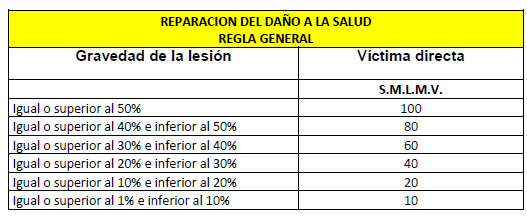 REPARACION DEL DAÑO A LA SALUD
REGLA GENERAL
Gravedad de la lesión Víctima directa
S.M.L.M.V.
Igual o superior al 50% 100
Igual o superior al 40% e inferior al 50% 80
Igual o superior al 30% e inferior al 40% 60
Igual o superior al 20% e inferior al 30% 40
Igual o superior al 10% e inferior al 20% 20
Igual o superior al 1% e inferior al 10% 10